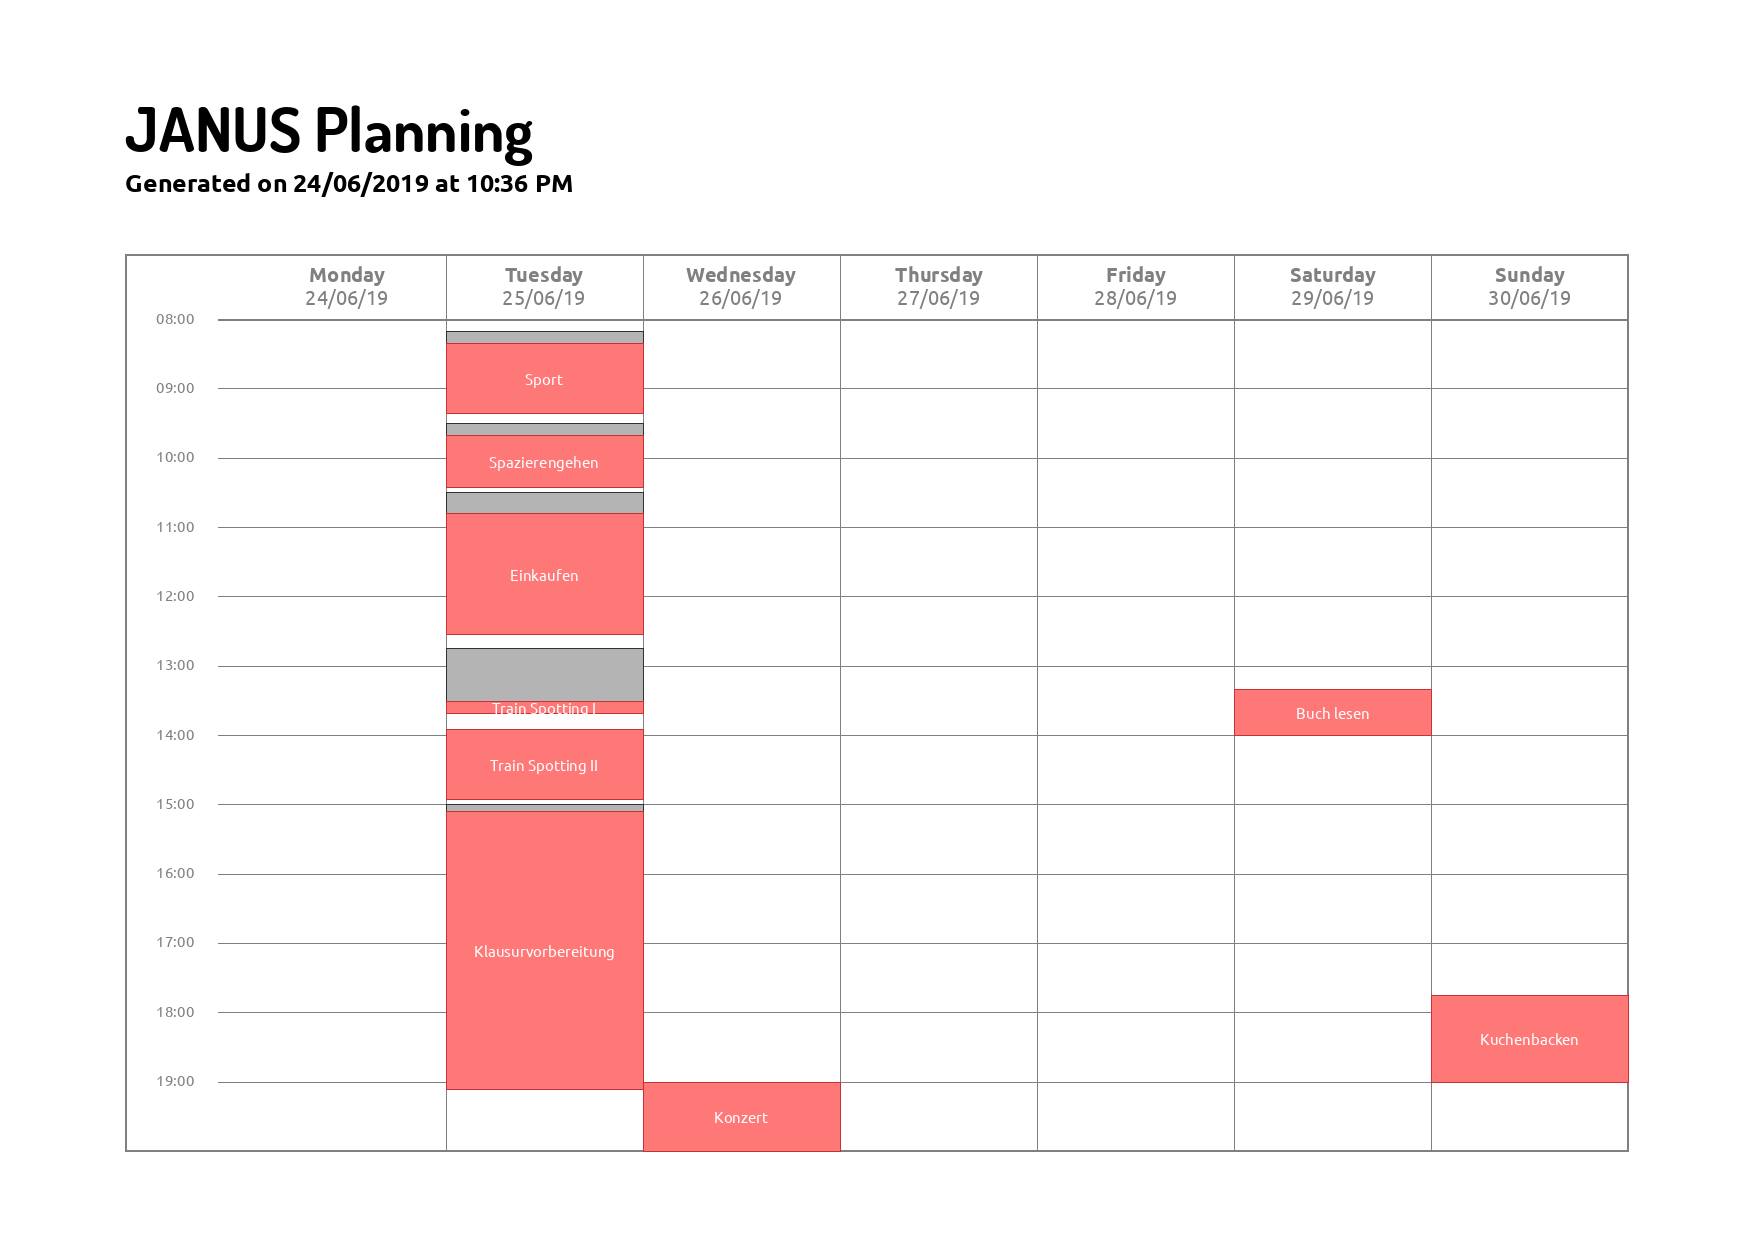 JANUS Planning
Generated on 24/06/2019 at 10:36 PM
Monday Tuesday Wednesday Thursday Friday Saturday Sunday
24/06/19 25/06/19 26/06/19 27/06/19 28/06/19 29/06/19 30/06/19
08:00
Sport
09:00
10:00
Spazierengehen
11:00
Einkaufen
12:00
13:00
Train Spotting I
Buch lesen
14:00
Train Spotting II
15:00
16:00
17:00
Klausurvorbereitung
18:00
Kuchenbacken
19:00
Konzert